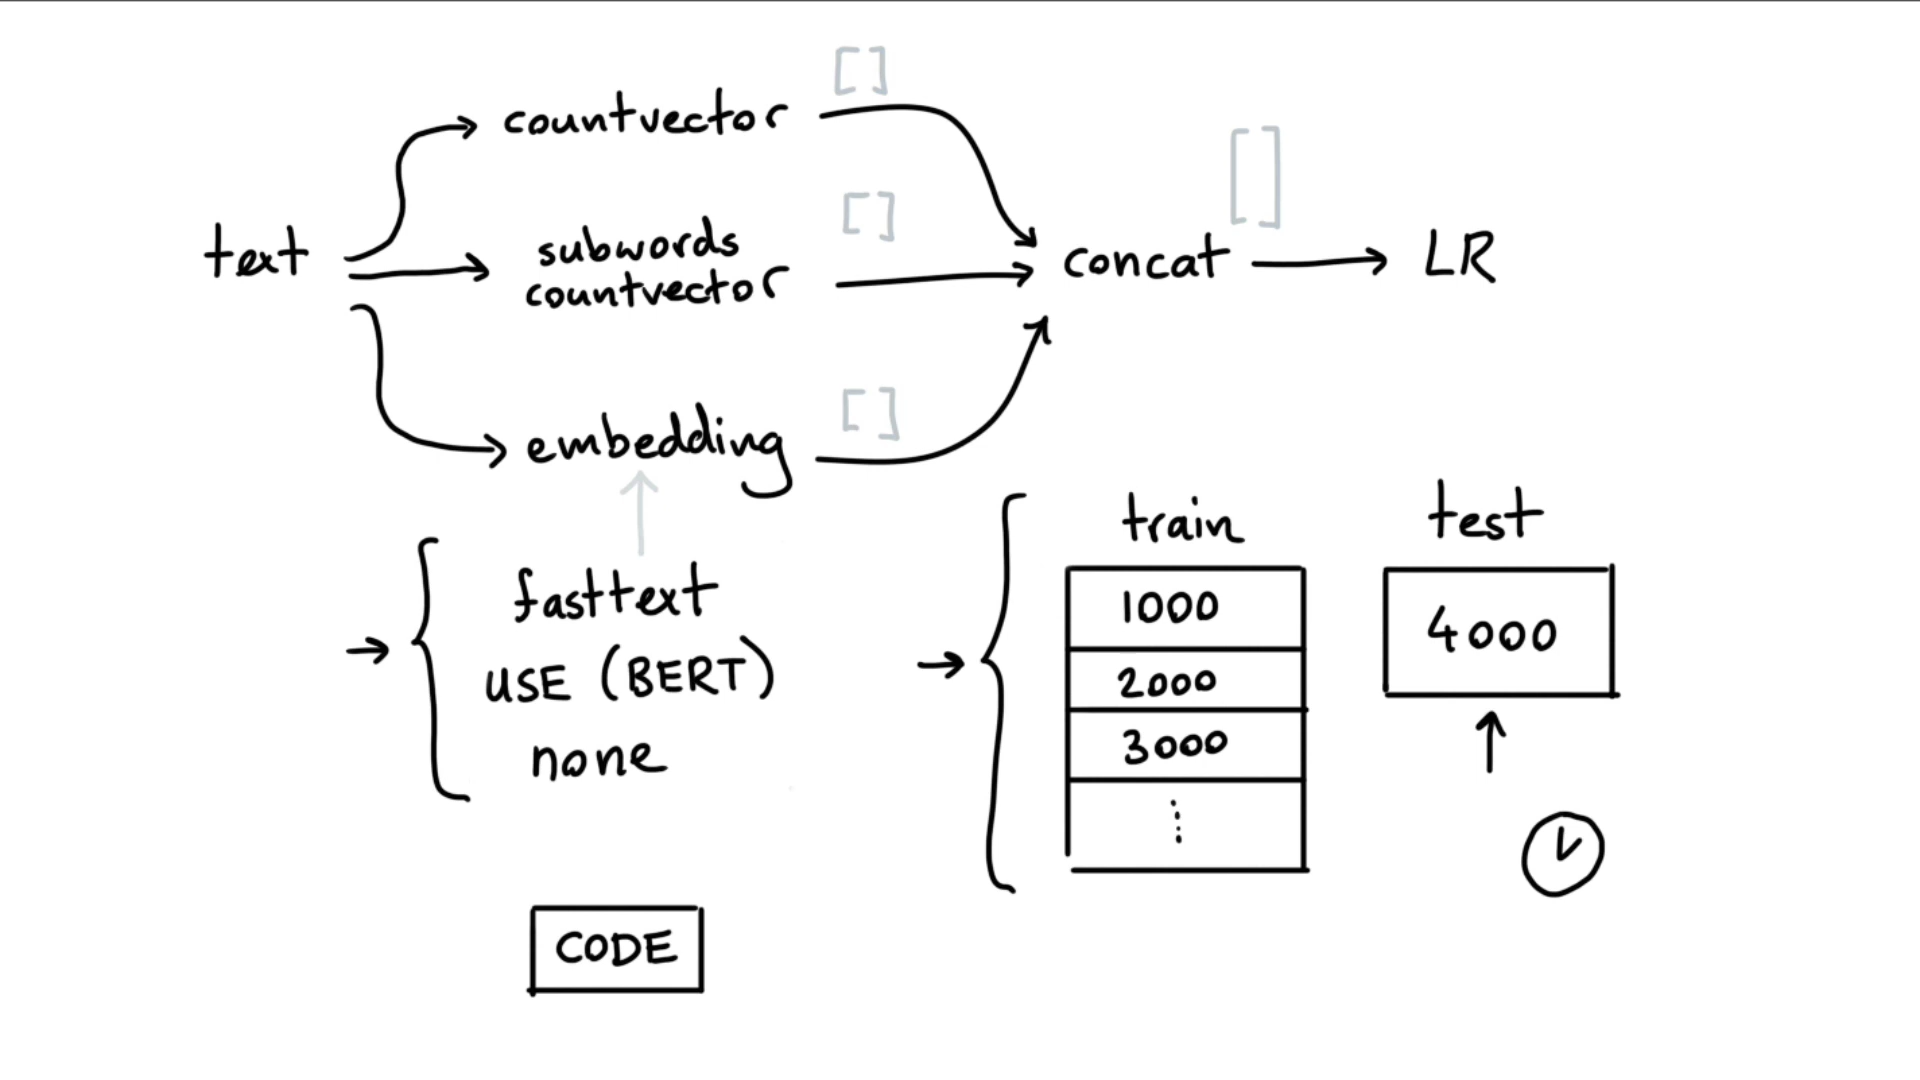 countvector
text
subwords
countvector
concat
LR
embedding
fasttext
USE (BERT)
none
train
1000
2000
3000
test
4000
CODE